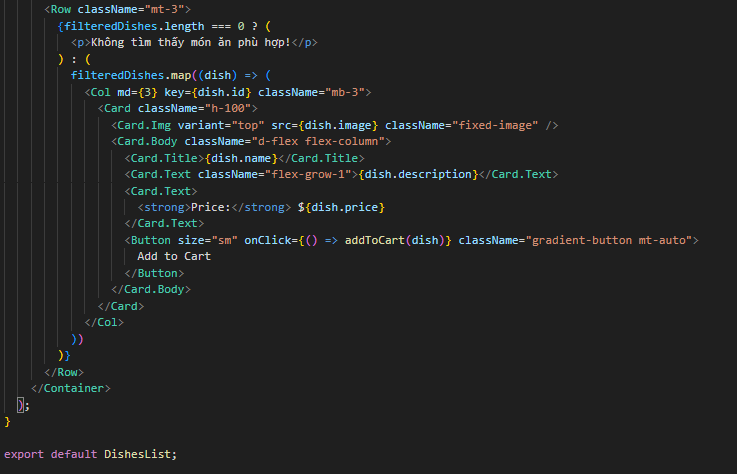 <Row className="mt-3">
{filteredDishes.length === 0 ? (
<p>Không tìm thấy món ăn phù hợp!</p>
) : (
filteredDishes.map((dish) => (
<Col md={3} key={dish.id} className="mb-3">
<Card className="h-100">
<Card.Img variant="top" src={dish.image} className="fixed-image" />
<Card.Body className="d-flex flex-column">
<Card.Title>{dish.name}</Card.Title>
<Card.Text className="flex-grow-1">{dish.description}</Card.Text>
<Card.Text>
<strong>Price:</strong> ${dish.price}
</Card.Text>
<Button size="sm" onClick={() => addToCart(dish)} className="gradient-button mt-auto">
Add to Cart
</Button>
</Card.Body>
</Card>
</Col>
))
)}
</Row>
</Container>
);
}
export default DishesList;